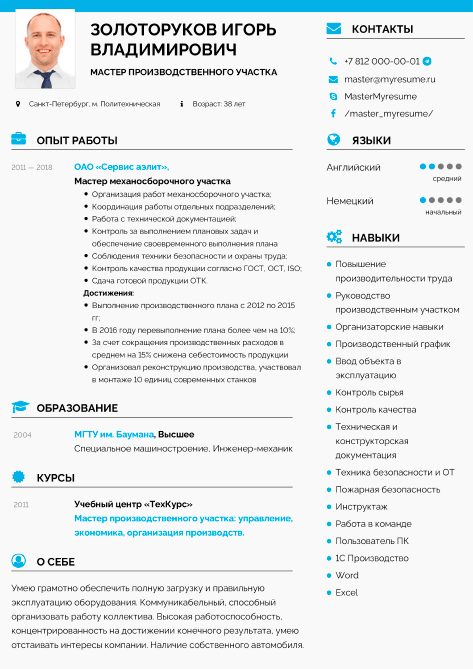 ЗОЛОТОРУКОВ ИГОРЬ
ВЛАДИМИРОВИЧ
МАСТЕР ПРОИЗВОДСТВЕННОГО УЧАСТКА
Санкт-Петербург, м. Политехническая
Возраст: 38 лет
ОПЫТ РАБОТЫ
2011 — 2018
ОАО «Сервис аэлит»,
Мастер механосборочного участка
Организация работ механосборочного участка;
Координация работы отдельных подразделений;
Работа с технической документацией;
Контроль за выполнением плановых задач и
обеспечение своевременного выполнения плана
Соблюдения техники безопасности и охраны труда;
Контроль качества продукции согласно ГОСТ, ОСТ, ISO;
Сдача готовой продукции ОТК.
Достижения:
Выполнение производственного плана с 2012 по 2015
гг;
В 2016 году перевыполнение плана более чем на 10%;
За счет сокращения производственных расходов в
среднем на 15% снижена себестоимость продукции
Организовал реконструкцию производства, участвовал
в монтаже 10 единиц современных станков
ОБРАЗОВАНИЕ
2004
МГТУ им. Баумана, Высшее
Специальное машиностроение, Инженер-механик
КУРСЫ
2011
Учебный центр «ТехКурс»
Мастер производственного участка: управление,
экономика, организация производств.
О СЕБЕ
Умею грамотно обеспечить полную загрузку и правильную
эксплуатацию оборудования. Коммуникабельный, способный
организовать работу коллектива. Высокая работоспособность,
концентрированность на достижении конечного результата, умею
отстаивать интересы компании. Наличие собственного автомобиля.
КОНТАКТЫ
+7 812 000-00-01
master@myresume.ru
MasterMyresume
/master_myresume/
ЯЗЫКИ
Английский
средний
Немецкий
начальный
НАВЫКИ
Повышение
производительности труда
Руководство
производственным участком
Организаторские навыки
Производственный график
Ввод объекта в
эксплуатацию
Контроль сырья
Контроль качества
Техническая и
конструкторская
документация
Техника безопасности и ОТ
Пожарная безопасность
Инструктаж
Работа в команде
Пользователь ПК
1С Производство
Word
Excel